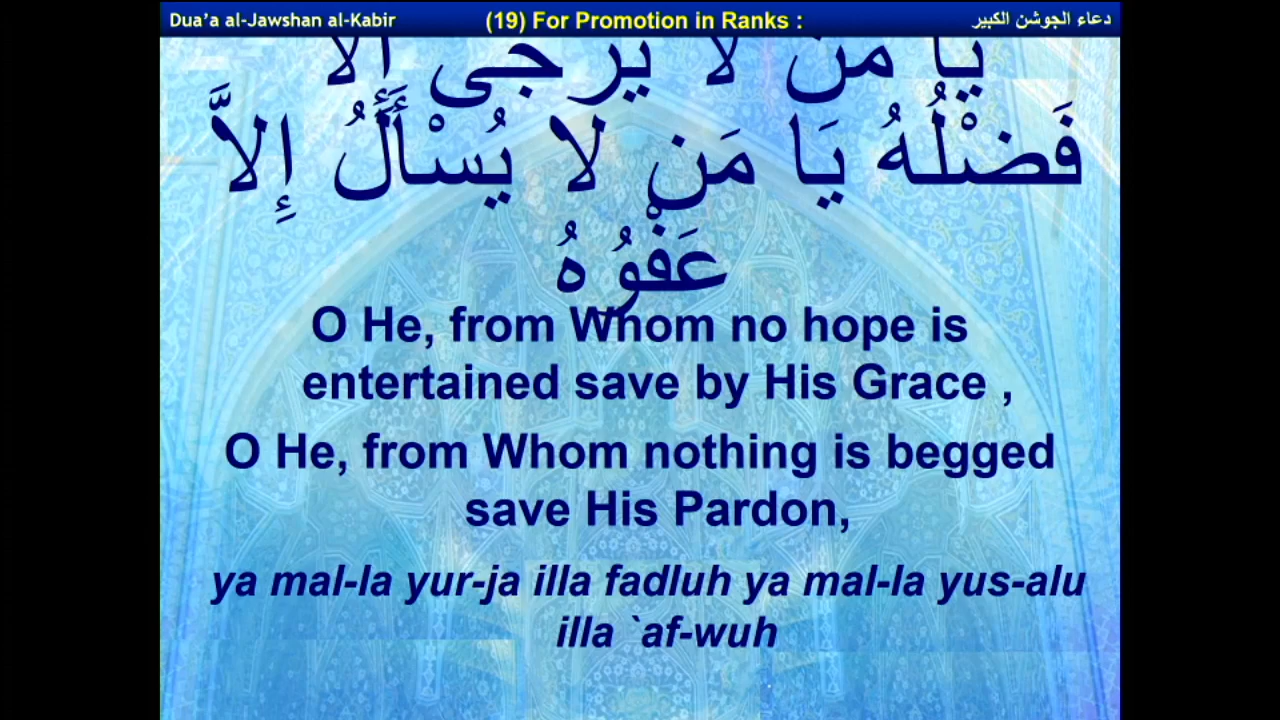 Dua’a al-Jawshan al-Kabir (19) For Promotion in Ranks : دعاء الجوشن الكبير
يَا مَنْ لا يُرْجَى إِلاَّ
فَضْلُهُ يَا مَن لا يُسْأَلُ إِلاَّ
عَفْوُهُ
O He, from Whom no hope is
entertained save by His Grace ,
O He, from Whom nothing is begged
save His Pardon,
ya mal-la yur-ja illa fadluh ya mal-la yus-alu
illa `af-wuh